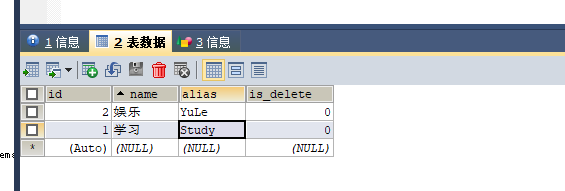 1 信息 2 表数据 3 信息
id name alias is_delete
2 娱乐 YuLe 0
1 学习 Study 0
* (Auto) (NULL) (NULL) (NULL)
ems